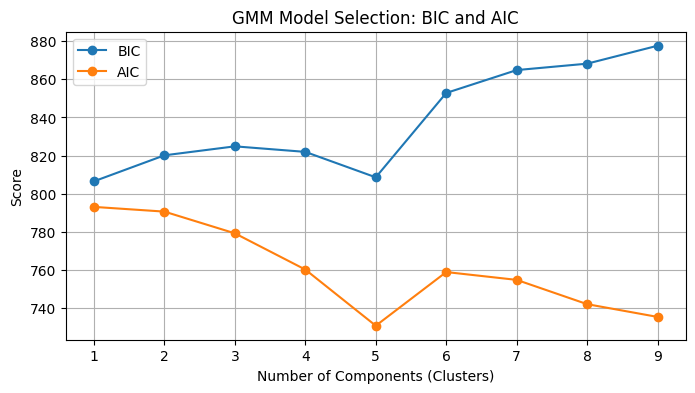 GMM Model Selection: BIC and AIC
BIC
AIC
Score
880
860
840
820
800
780
760
740
1 2 3 4 5 6 7 8 9
Number of Components (Clusters)